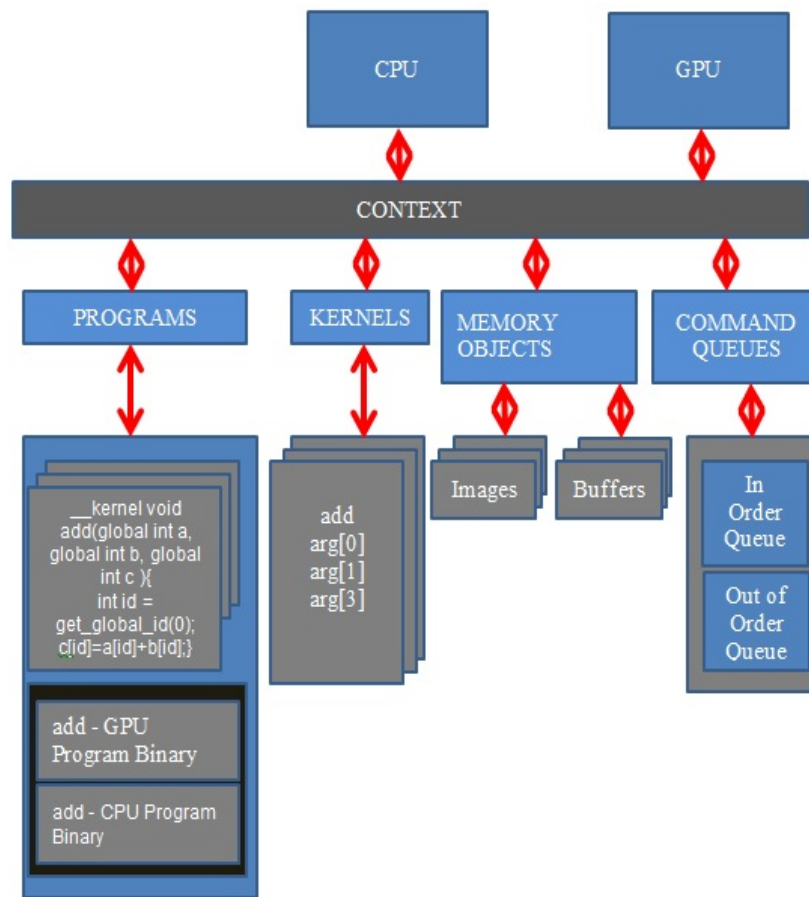 CPU
GPU
CONTEXT
PROGRAMS
KERNELS
MEMORY
OBJECTS
COMMAND
QUEUES
__kernel void
add(global int a,
global int b, global
int c ){
int id =
get_global_id(0);
c[id]=a[id]+b[id];}
add - GPU
Program Binary
add - CPU Program
Binary
add
arg[0]
arg[1]
arg[3]
Images
Buffers
In
Order
Queue
Out of
Order
Queue